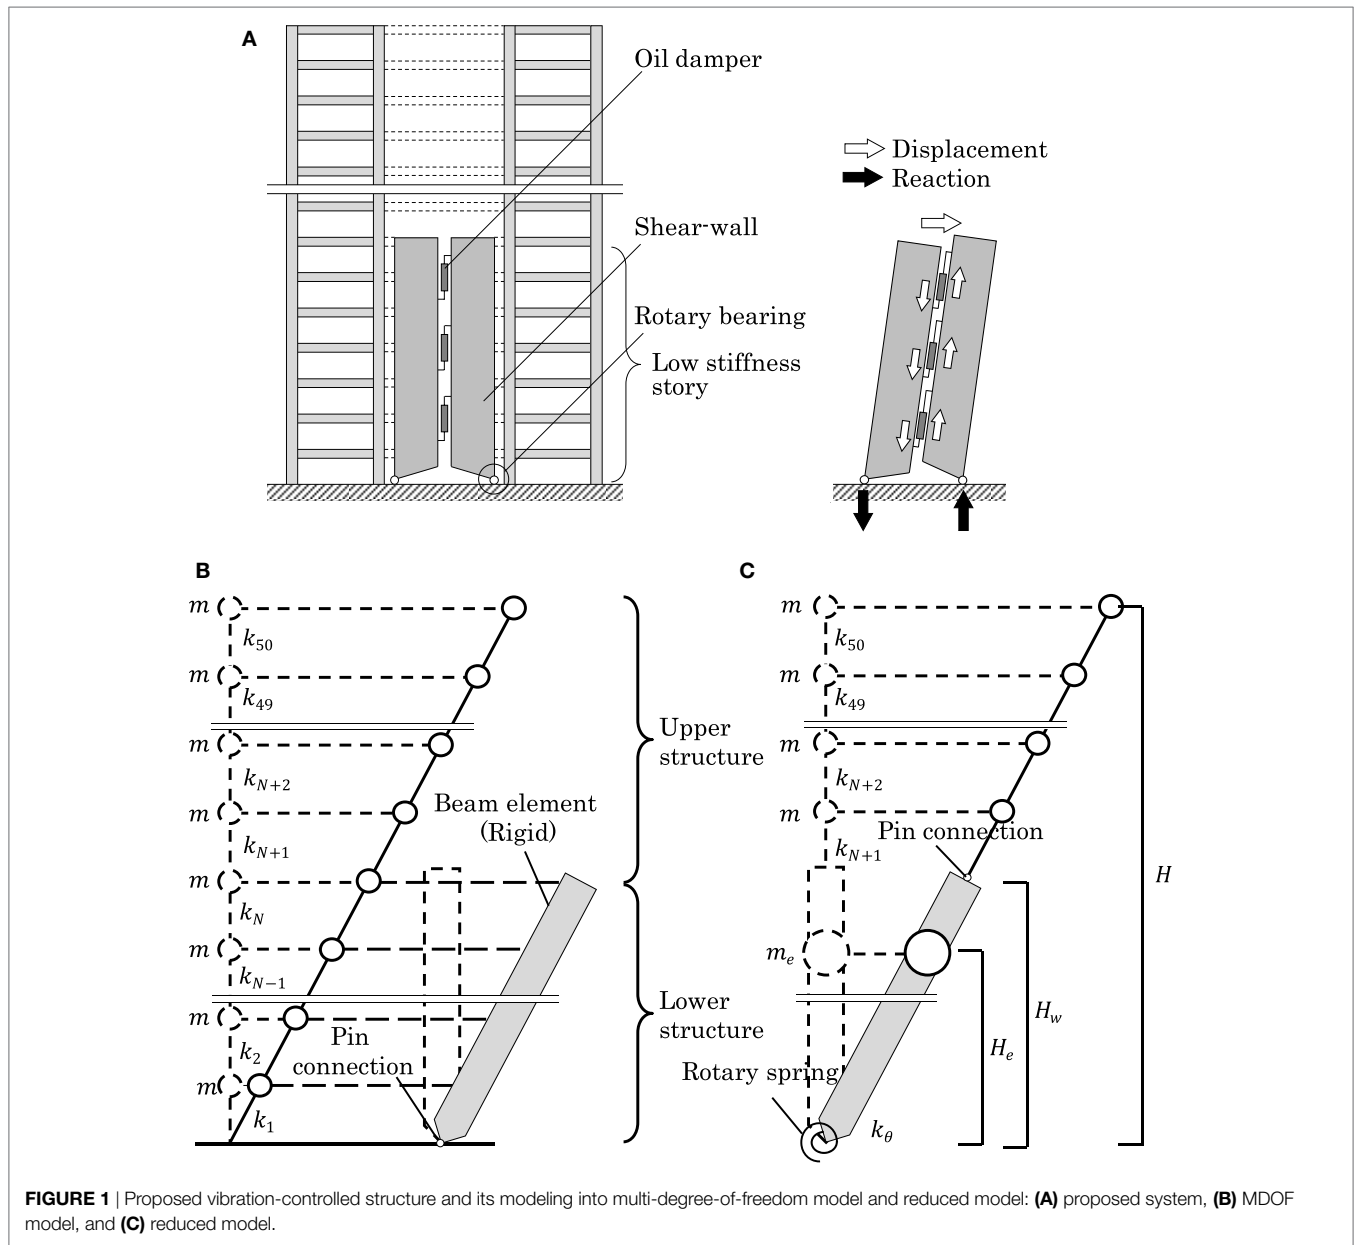 A
Oil damper
Displacement
Reaction
Shear-wall
Rotary bearing
Low stiffness
story
B
m
k50
m
k49
m
kN+2
m
kN+1
m
kN
m
kN−1
m
k2
m
k1
Upper
structure
Beam element
(Rigid)
Lower
structure
Pin
connection
C
m
k50
m
k49
m
kN+2
m
kN+1
Pin connection
me
Rotary spring
kθ
He
Hw
H
FIGURE 1 | Proposed vibration-controlled structure and its modeling into multi-degree-of-freedom model and reduced model: (A) proposed system, (B) MDOF
model, and (C) reduced model.